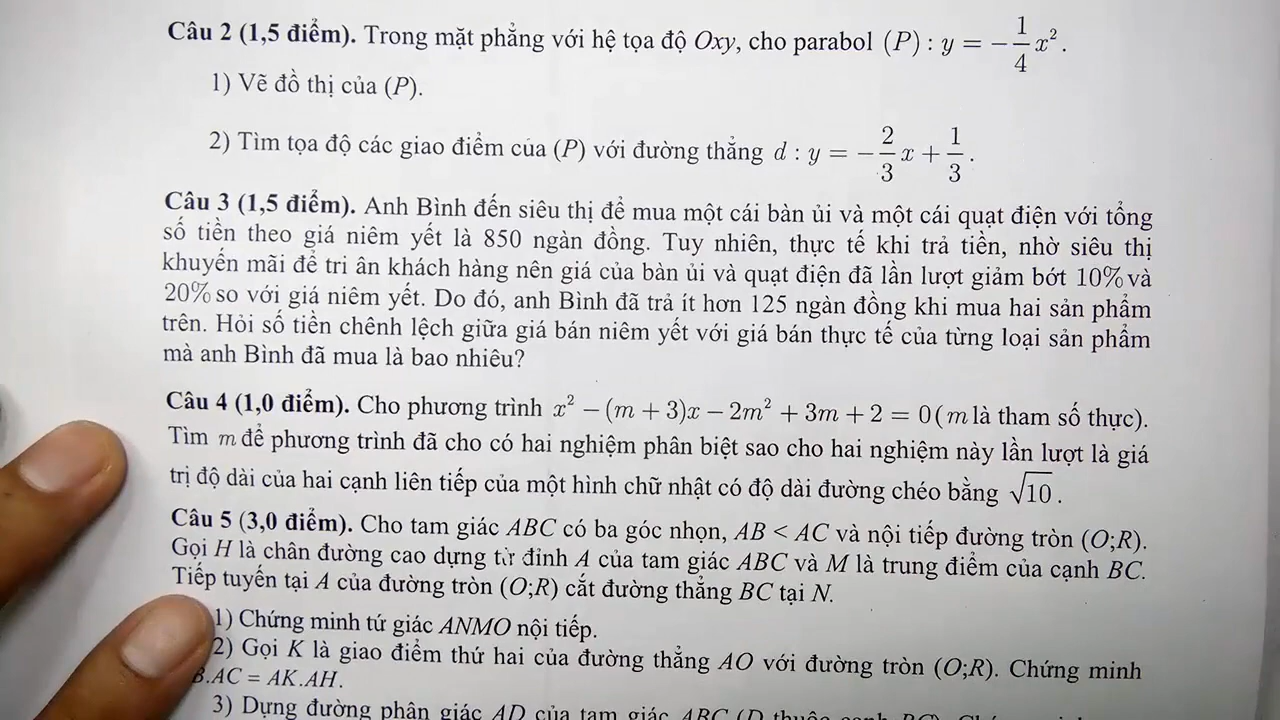 Câu 2 (1,5 điểm). Trong mặt phẳng với hệ tọa độ Oxy, cho parabol (P) : y = −1/4 x².
1) Vẽ đồ thị của (P).
2) Tìm tọa độ các giao điểm của (P) với đường thẳng d : y = −2/3 x + 1/3.
Câu 3 (1,5 điểm). Anh Bình đến siêu thị để mua một cái bàn ủi và một cái quạt điện với tổng
số tiền theo giá niêm yết là 850 ngàn đồng. Tuy nhiên, thực tế khi trả tiền, nhờ siêu thị
khuyến mãi để tri ân khách hàng nên giá của bàn ủi và quạt điện đã lần lượt giảm bớt 10% và
20% so với giá niêm yết. Do đó, anh Bình đã trả ít hơn 125 ngàn đồng khi mua hai sản phẩm
trên. Hỏi số tiền chênh lệch giữa giá bán niêm yết với giá bán thực tế của từng loại sản phẩm
mà anh Bình đã mua là bao nhiêu?
Câu 4 (1,0 điểm). Cho phương trình x² − (m + 3)x − 2m² + 3m + 2 = 0 (m là tham số thực).
Tìm m để phương trình đã cho có hai nghiệm phân biệt sao cho hai nghiệm này lần lượt là giá
trị độ dài của hai cạnh liên tiếp của một hình chữ nhật có độ dài đường chéo bằng √10.
Câu 5 (3,0 điểm). Cho tam giác ABC có ba góc nhọn, AB < AC và nội tiếp đường tròn (O;R).
Gọi H là chân đường cao dựng từ đỉnh A của tam giác ABC và M là trung điểm của cạnh BC.
Tiếp tuyến tại A của đường tròn (O;R) cắt đường thẳng BC tại N.
1) Chứng minh tứ giác ANMO nội tiếp.
2) Gọi K là giao điểm thứ hai của đường thẳng AO với đường tròn (O;R). Chứng minh
B.AC = AK.AH.
3) Dựng đường phân giác AD của tam giác ABC (D thuộc cạnh BC).